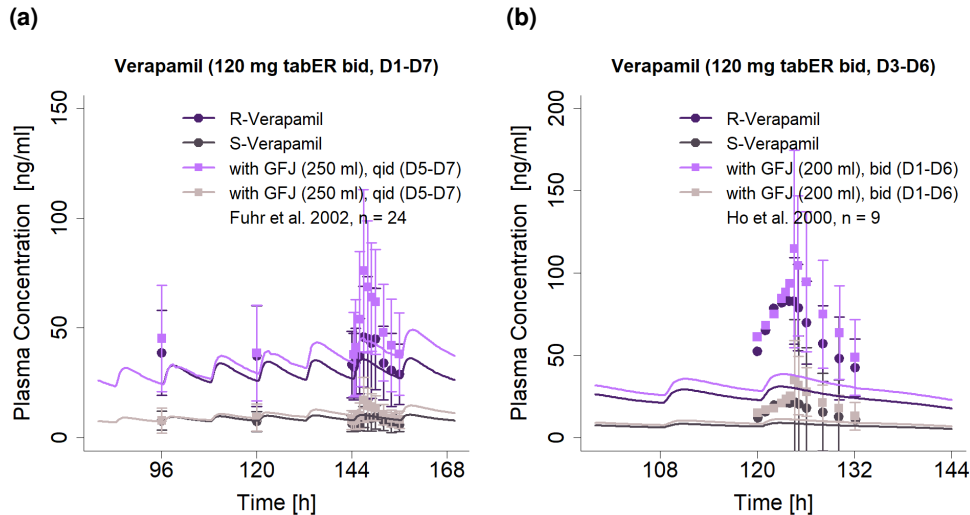 (a)
Verapamil (120 mg tabER bid, D1-D7)
Plasma Concentration [ng/ml]
150
100
50
0
R-Verapamil
S-Verapamil
with GFJ (250 ml), qid (D5-D7)
with GFJ (250 ml), qid (D5-D7)
Fuhr et al. 2002, n = 24
96
120
144
168
Time [h]
(b)
Verapamil (120 mg tabER bid, D3-D6)
Plasma Concentration [ng/ml]
200
150
100
50
0
R-Verapamil
S-Verapamil
with GFJ (200 ml), bid (D1-D6)
with GFJ (200 ml), bid (D1-D6)
Ho et al. 2000, n = 9
108
120
132
144
Time [h]